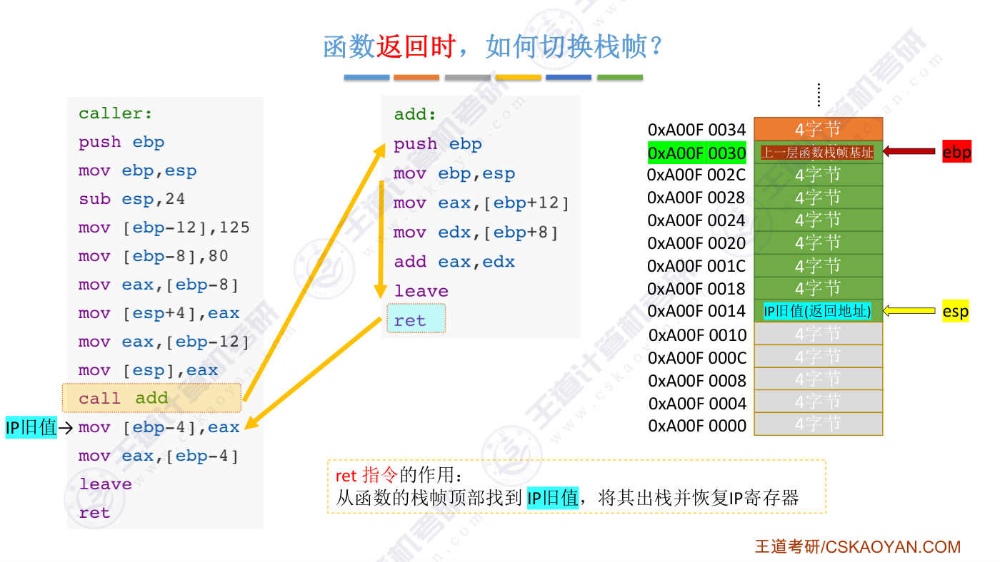 函数返回时，如何切换栈帧？
caller:
push ebp
mov ebp,esp
sub esp,24
mov [ebp-12],125
mov [ebp-8],80
mov eax,[ebp-8]
mov [esp+4],eax
mov eax,[ebp-12]
mov [esp],eax
call add
IP旧值→mov [ebp-4],eax
mov eax,[ebp-4]
leave
ret
add:
push ebp
mov ebp,esp
mov eax,[ebp+12]
mov edx,[ebp+8]
add eax,edx
leave
ret
0xA00F 0034 4字节
0xA00F 0030 上一层函数栈帧基址 ebp
0xA00F 002C 4字节
0xA00F 0028 4字节
0xA00F 0024 4字节
0xA00F 0020 4字节
0xA00F 001C 4字节
0xA00F 0018 4字节
0xA00F 0014 IP旧值(返回地址) esp
0xA00F 0010 4字节
0xA00F 000C 4字节
0xA00F 0008 4字节
0xA00F 0004 4字节
0xA00F 0000 4字节
ret 指令的作用：
从函数的栈帧顶部找到 IP旧值，将其出栈并恢复IP寄存器
王道考研/CSKAOYAN.COM
王道计算机考研
www.cskaoyan.com